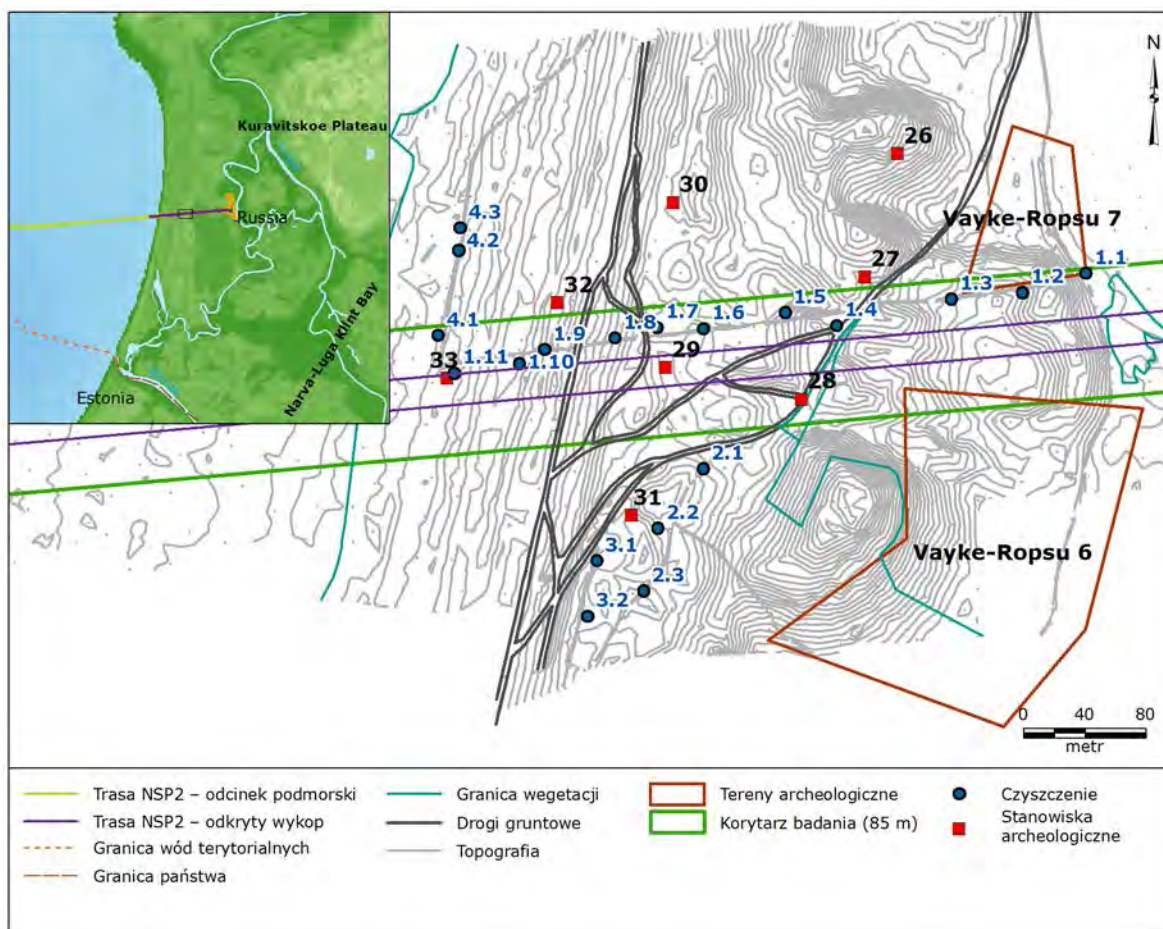 Kuravitskoe Plateau
Russia
Narva-Luga Klint Bay
Estonia
N
26
30
4.3
4.2
Vayke-Ropsu 7
27
1.1
1.2
1.3
32
1.5
1.4
1.7
1.6
4.1
1.9
1.8
33
1.11
1.10
29
28
2.1
31
2.2
3.1
Vayke-Ropsu 6
2.3
3.2
0 40 80
metr
Trasa NSP2 – odcinek podmorski
Trasa NSP2 – odkryty wykop
Granica wód terytorialnych
Granica państwa
Granica wegetacji
Drogi gruntowe
Topografia
Tereny archeologiczne
Korytarz badania (85 m)
Czyszczenie
Stanowiska
archeologiczne